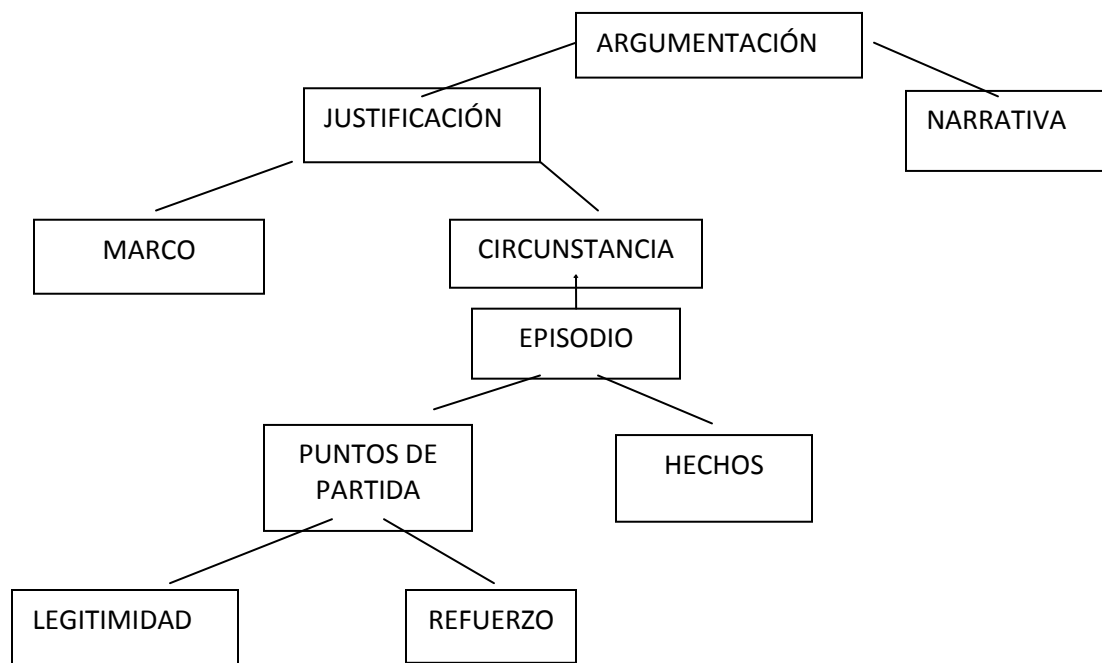 ARGUMENTACIÓN
JUSTIFICACIÓN
NARRATIVA
MARCO
CIRCUNSTANCIA
EPISODIO
PUNTOS DE
PARTIDA
HECHOS
LEGITIMIDAD
REFUERZO